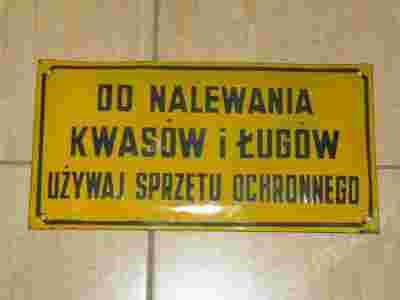 DO NALEWANIA
KWASÓW i ŁUGÓW
UŻYWAJ SPRZĘTU OCHRONNEGO